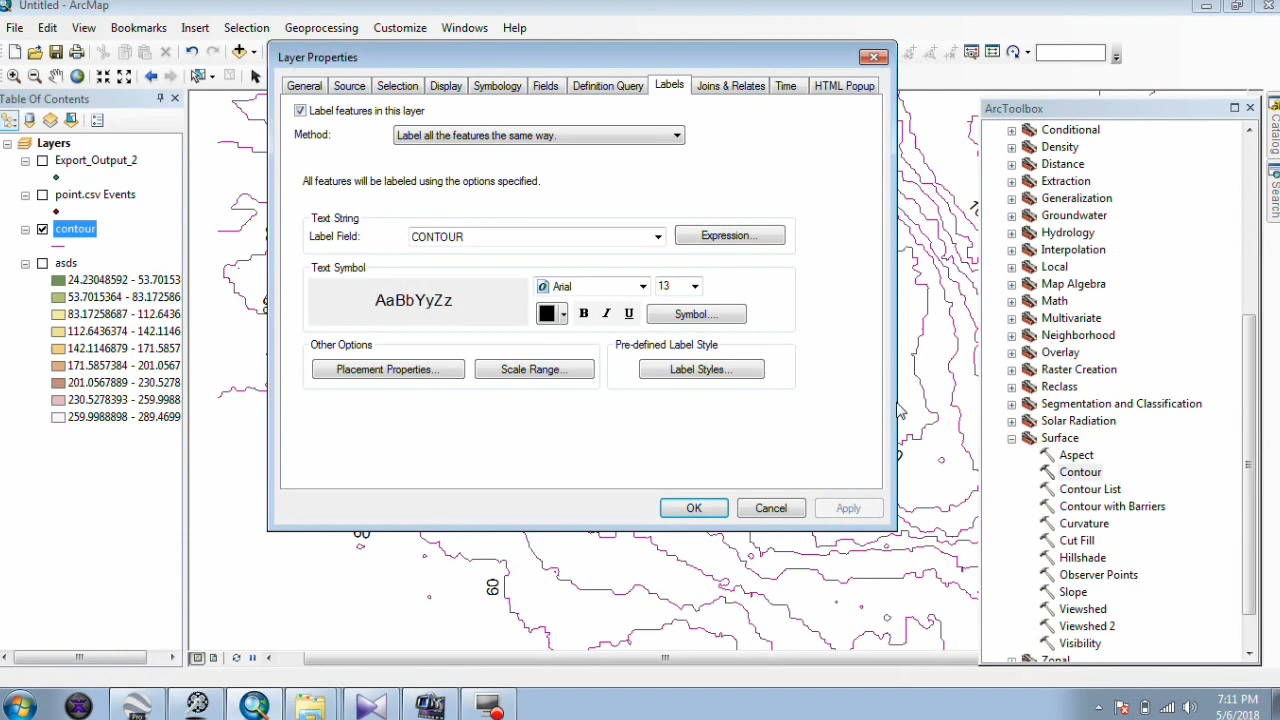 Untitled - ArcMap
File Edit View Bookmarks Insert Selection Geoprocessing Customize Windows Help
Table Of Contents
Layers
Export_Output_2
point.csv Events
contour
asds
24.23048592 - 53.70153
53.7015364 - 83.172586
83.1722588 - 112.6436
112.6436374 - 142.1146
142.1146879 - 171.5857
171.5857384 - 201.0567
201.0567889 - 230.5278
230.5278393 - 259.9988
259.9988898 - 289.4699
Layer Properties
General Source Selection Display Symbology Fields Definition Query Labels Joins & Relates Time HTML Popup
Label features in this layer
Method: Label all the features the same way.
All features will be labeled using the options specified.
Text String
Label Field: CONTOUR Expression...
Text Symbol
AaBbYyZz
Arial 13
B I U Symbol....
Other Options
Placement Properties... Scale Range...
Pre-defined Label Style
Label Styles...
OK Cancel Apply
60
ArcToolbox
Conditional
Density
Distance
Extraction
Generalization
Groundwater
Hydrology
Interpolation
Local
Map Algebra
Math
Multivariate
Neighborhood
Overlay
Raster Creation
Reclass
Segmentation and Classification
Solar Radiation
Surface
Aspect
Contour
Contour List
Contour with Barriers
Curvature
Cut Fill
Hillshade
Observer Points
Slope
Viewshed
Viewshed 2
Visibility
Zonal
Catalog
Search
7:11 PM
5/6/2018